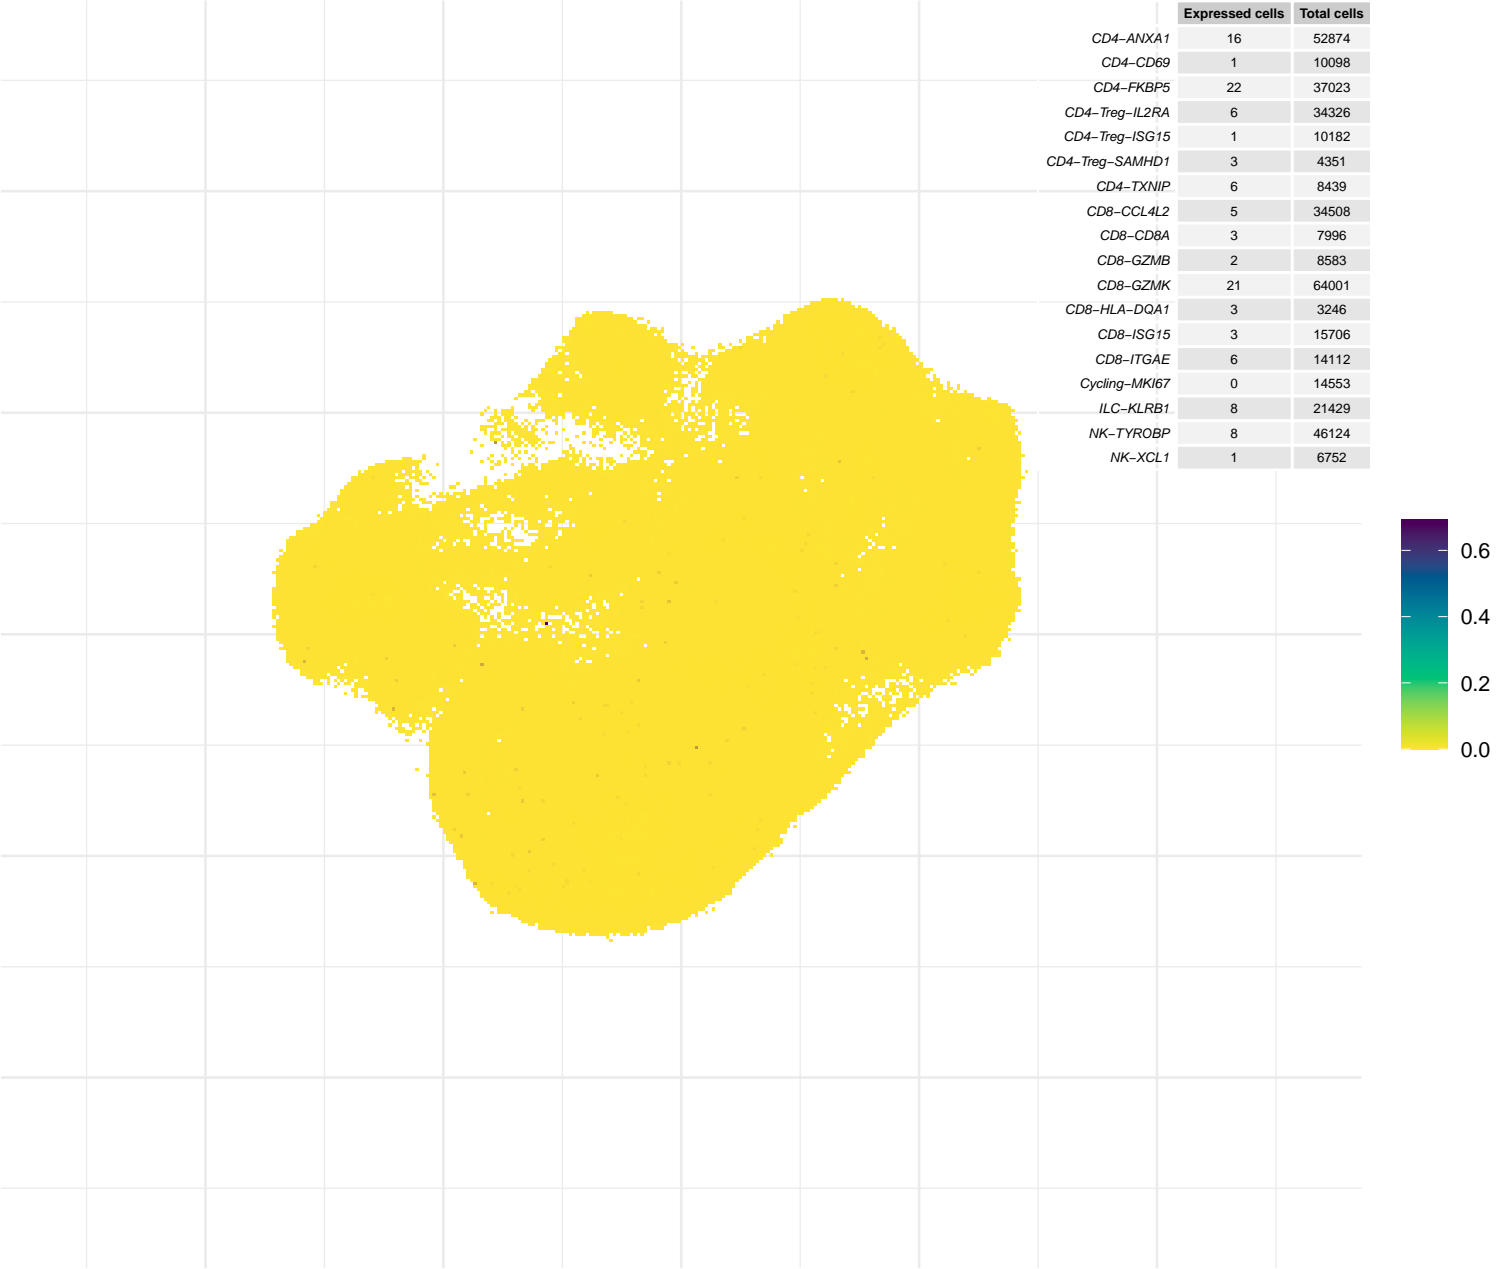 Expressed cells Total cells
CD4−ANXA1 16 52874
CD4−CD69 1 10098
CD4−FKBP5 22 37023
CD4−Treg−IL2RA 6 34326
CD4−Treg−ISG15 1 10182
CD4−Treg−SAMHD1 3 4351
CD4−TXNIP 6 8439
CD8−CCL4L2 5 34508
CD8−CD8A 3 7996
CD8−GZMB 2 8583
CD8−GZMK 21 64001
CD8−HLA−DQA1 3 3246
CD8−ISG15 3 15706
CD8−ITGAE 6 14112
Cycling−MKI67 0 14553
ILC−KLRB1 8 21429
NK−TYROBP 8 46124
NK−XCL1 1 6752
0.6
0.4
0.2
0.0